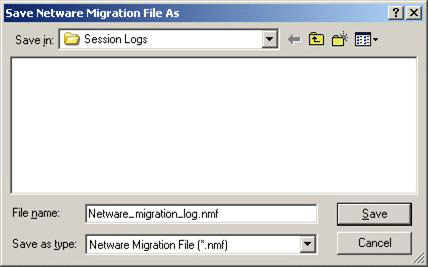 Save Netware Migration File As
Save in: Session Logs
File name: Netware_migration_log.nmf Save
Save as type: Netware Migration File (*.nmf) Cancel